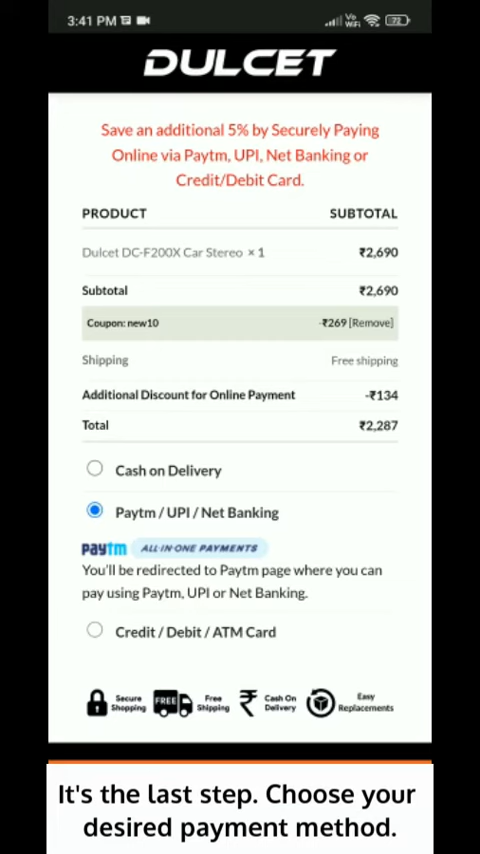 3:41 PM
Vo
WiFi
72
DULCET
Save an additional 5% by Securely Paying
Online via Paytm, UPI, Net Banking or
Credit/Debit Card.
PRODUCT SUBTOTAL
Dulcet DC-F200X Car Stereo × 1 ₹2,690
Subtotal ₹2,690
Coupon: new10 -₹269 [Remove]
Shipping Free shipping
Additional Discount for Online Payment -₹134
Total ₹2,287
Cash on Delivery
Paytm / UPI / Net Banking
paytm ALL-IN-ONE PAYMENTS
You'll be redirected to Paytm page where you can
pay using Paytm, UPI or Net Banking.
Credit / Debit / ATM Card
Secure
Shopping
FREE
Free
Shipping
₹
Cash On
Delivery
Easy
Replacements
It's the last step. Choose your
desired payment method.